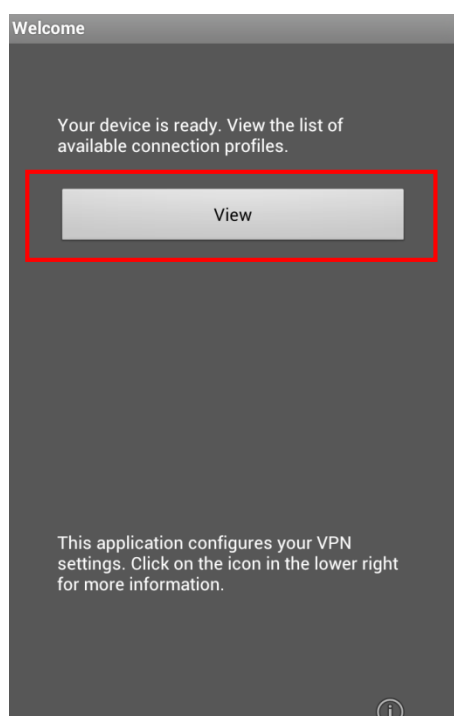 Welcome
Your device is ready. View the list of
available connection profiles.
View
This application configures your VPN
settings. Click on the icon in the lower right
for more information.
i